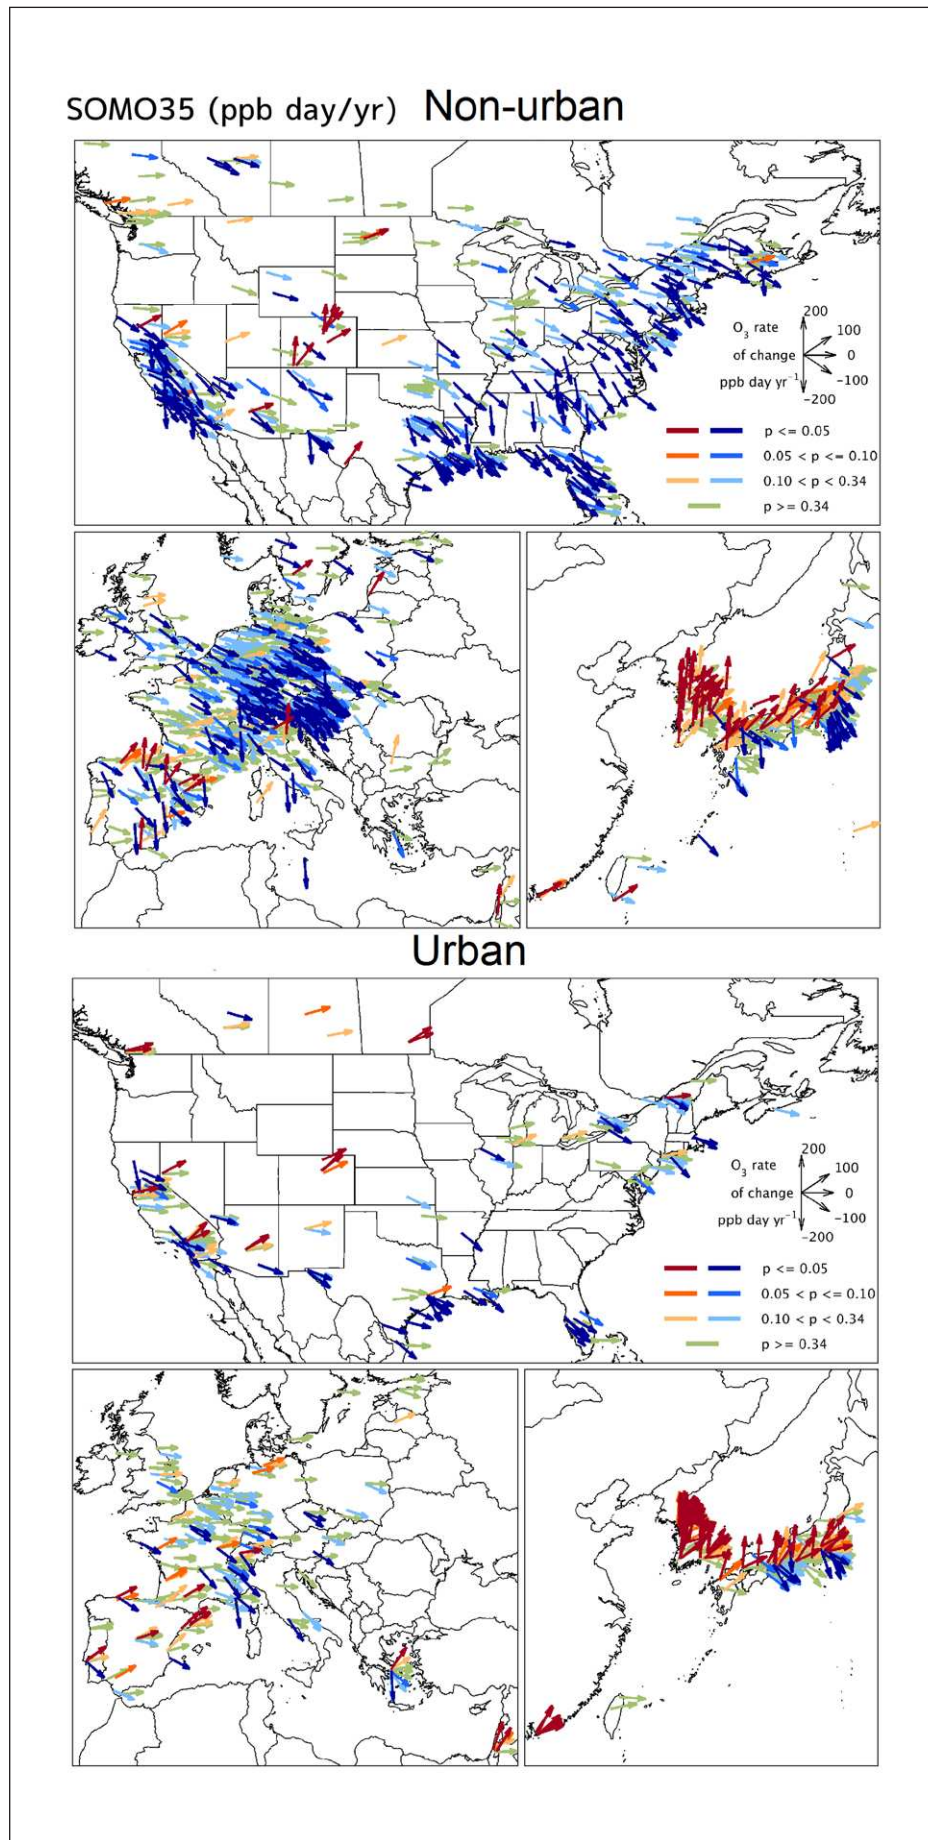 SOMO35 (ppb day/yr) Non-urban
200
O₃ rate 100
of change 0
ppb day yr⁻¹ -100
-200
p <= 0.05
0.05 < p <= 0.10
0.10 < p < 0.34
p >= 0.34
Urban
200
O₃ rate 100
of change 0
ppb day yr⁻¹ -100
-200
p <= 0.05
0.05 < p <= 0.10
0.10 < p < 0.34
p >= 0.34